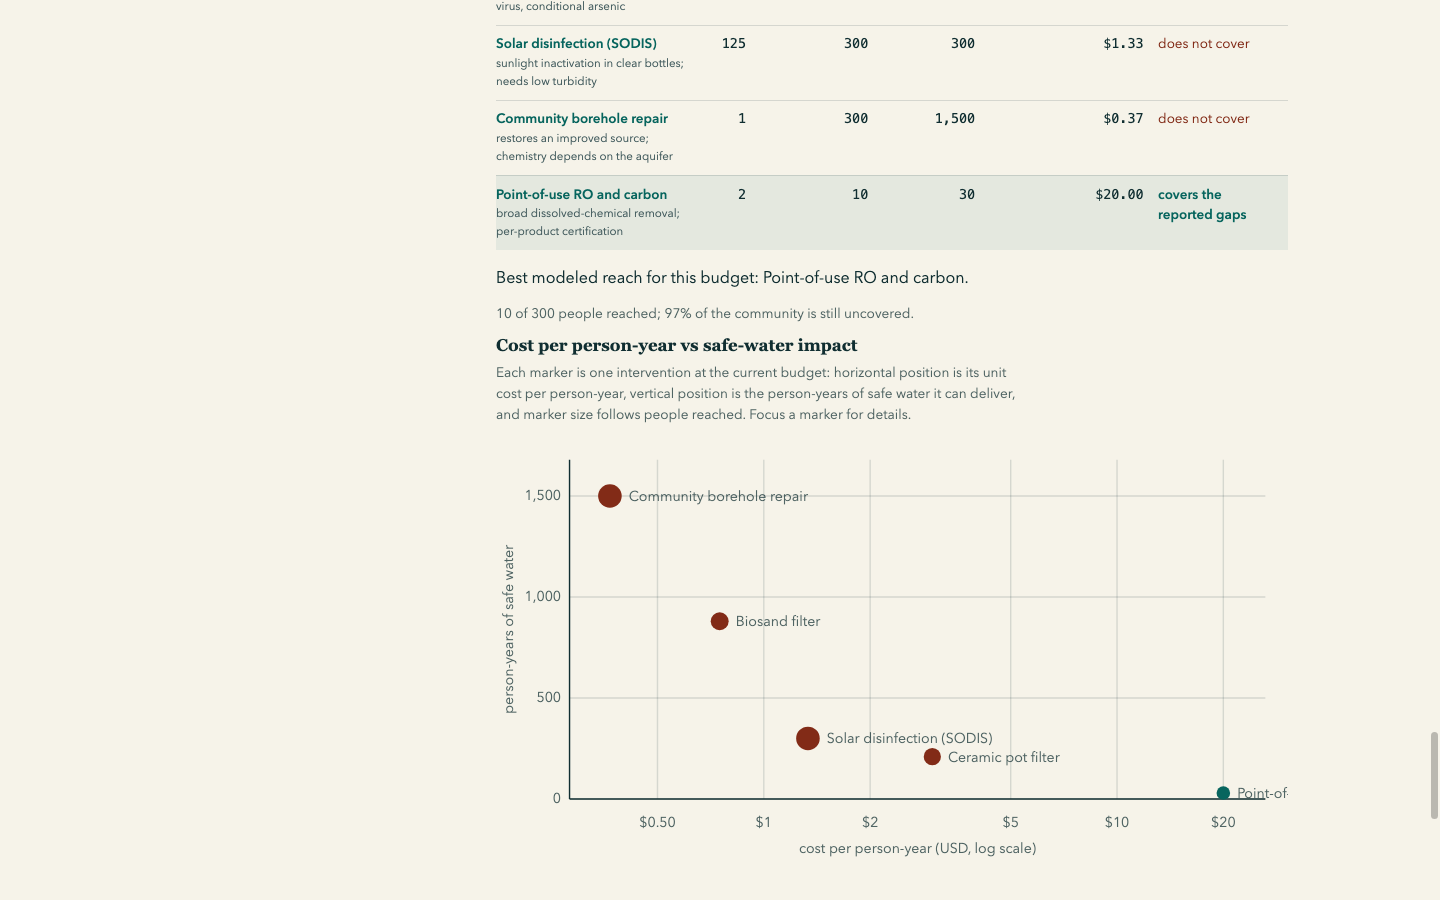 virus, conditional arsenic
Solar disinfection (SODIS) 125 300 300 $1.33 does not cover
sunlight inactivation in clear bottles;
needs low turbidity
Community borehole repair 1 300 1,500 $0.37 does not cover
restores an improved source;
chemistry depends on the aquifer
Point-of-use RO and carbon 2 10 30 $20.00 covers the
reported gaps
broad dissolved-chemical removal;
per-product certification
Best modeled reach for this budget: Point-of-use RO and carbon.
10 of 300 people reached; 97% of the community is still uncovered.
Cost per person-year vs safe-water impact
Each marker is one intervention at the current budget: horizontal position is its unit
cost per person-year, vertical position is the person-years of safe water it can deliver,
and marker size follows people reached. Focus a marker for details.
person-years of safe water
1,500
Community borehole repair
1,000
Biosand filter
500
Solar disinfection (SODIS)
Ceramic pot filter
0
Point-of-
$0.50 $1 $2 $5 $10 $20
cost per person-year (USD, log scale)